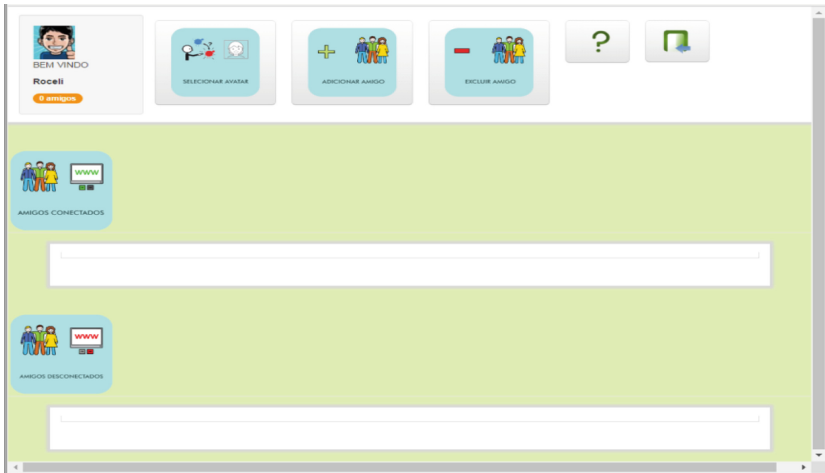 BEM VINDO
Roceli
0 amigos
SELECIONAR AVATAR
ADICIONAR AMIGO
EXCLUIR AMIGO
?
WWW
AMIGOS CONECTADOS
WWW
AMIGOS DESCONECTADOS